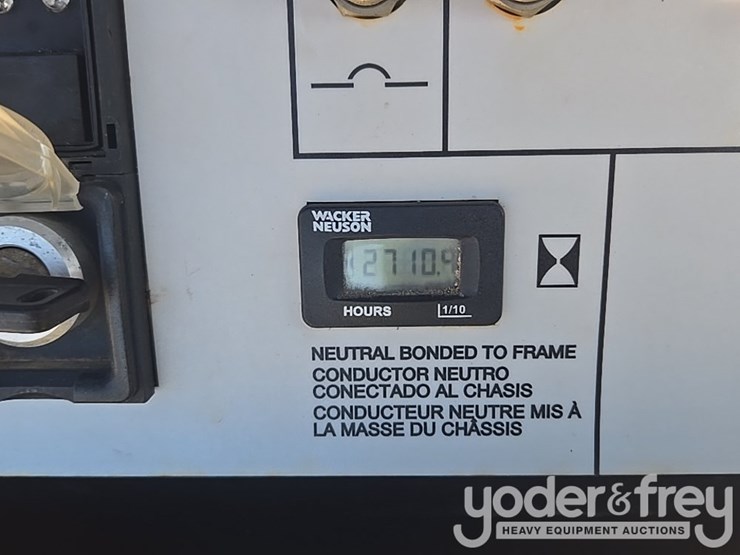 WACKER
NEUSON
12710.9
HOURS
1/10
NEUTRAL BONDED TO FRAME
CONDUCTOR NEUTRO
CONECTADO AL CHASIS
CONDUCTEUR NEUTRE MIS À
LA MASSE DU CHÂSSIS
yoder&frey
HEAVY EQUIPMENT AUCTIONS